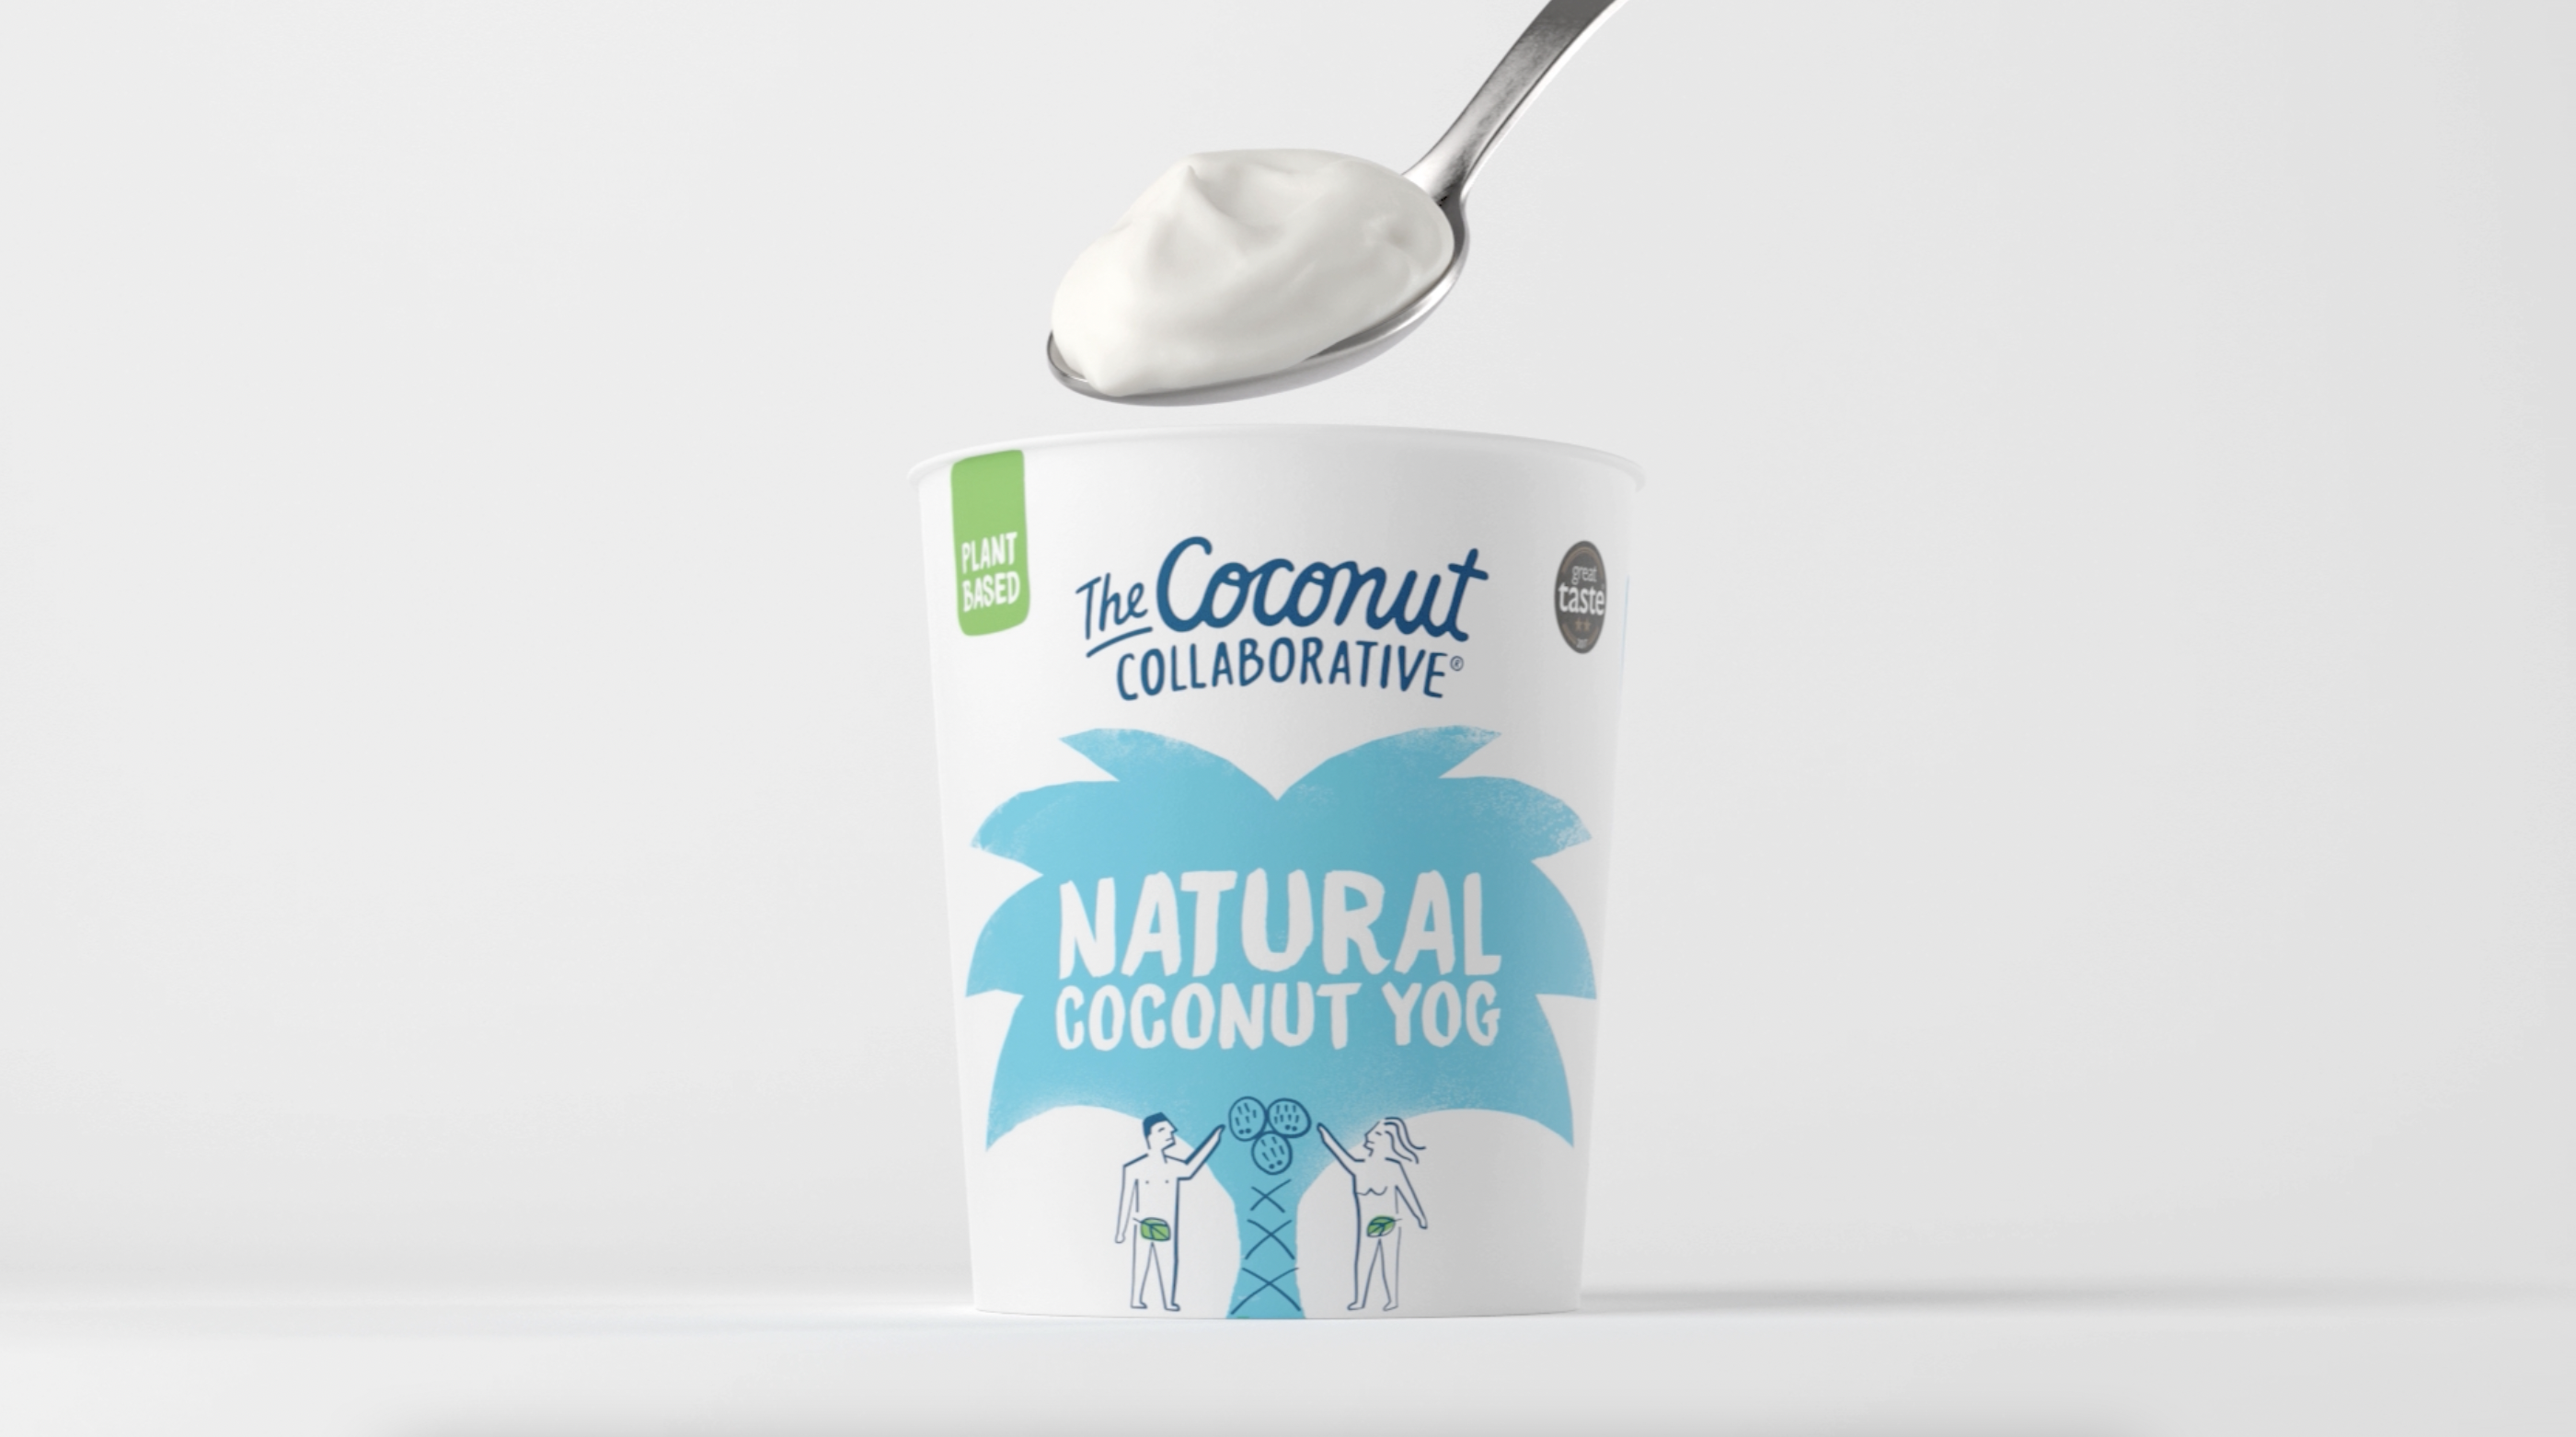 PLANT
BASED
The Coconut
COLLABORATIVE®
great
taste
NATURAL
COCONUT YOG